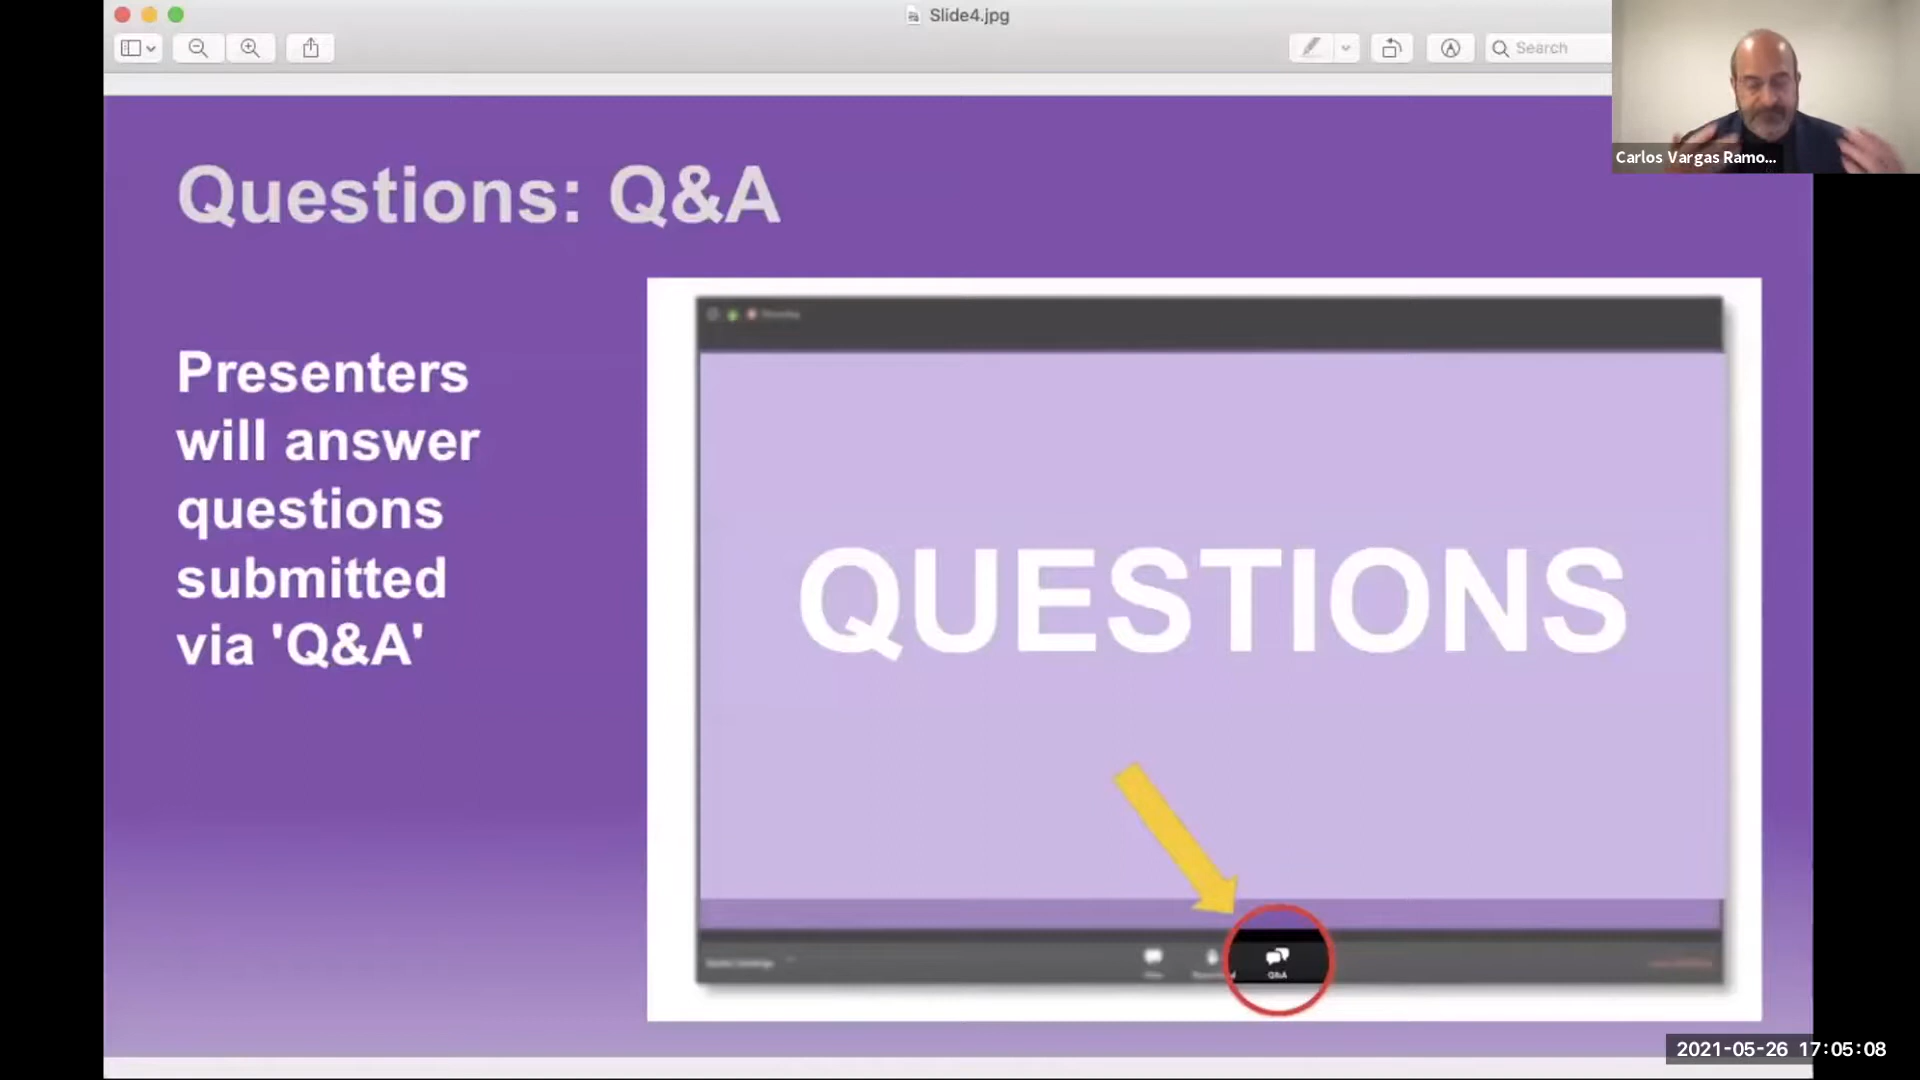 Slide4.jpg
Search
Carlos Vargas Ramo...
Questions: Q&A
Presenters
will answer
questions
submitted
via 'Q&A'
QUESTIONS
Q&A
2021-05-26 17:05:08